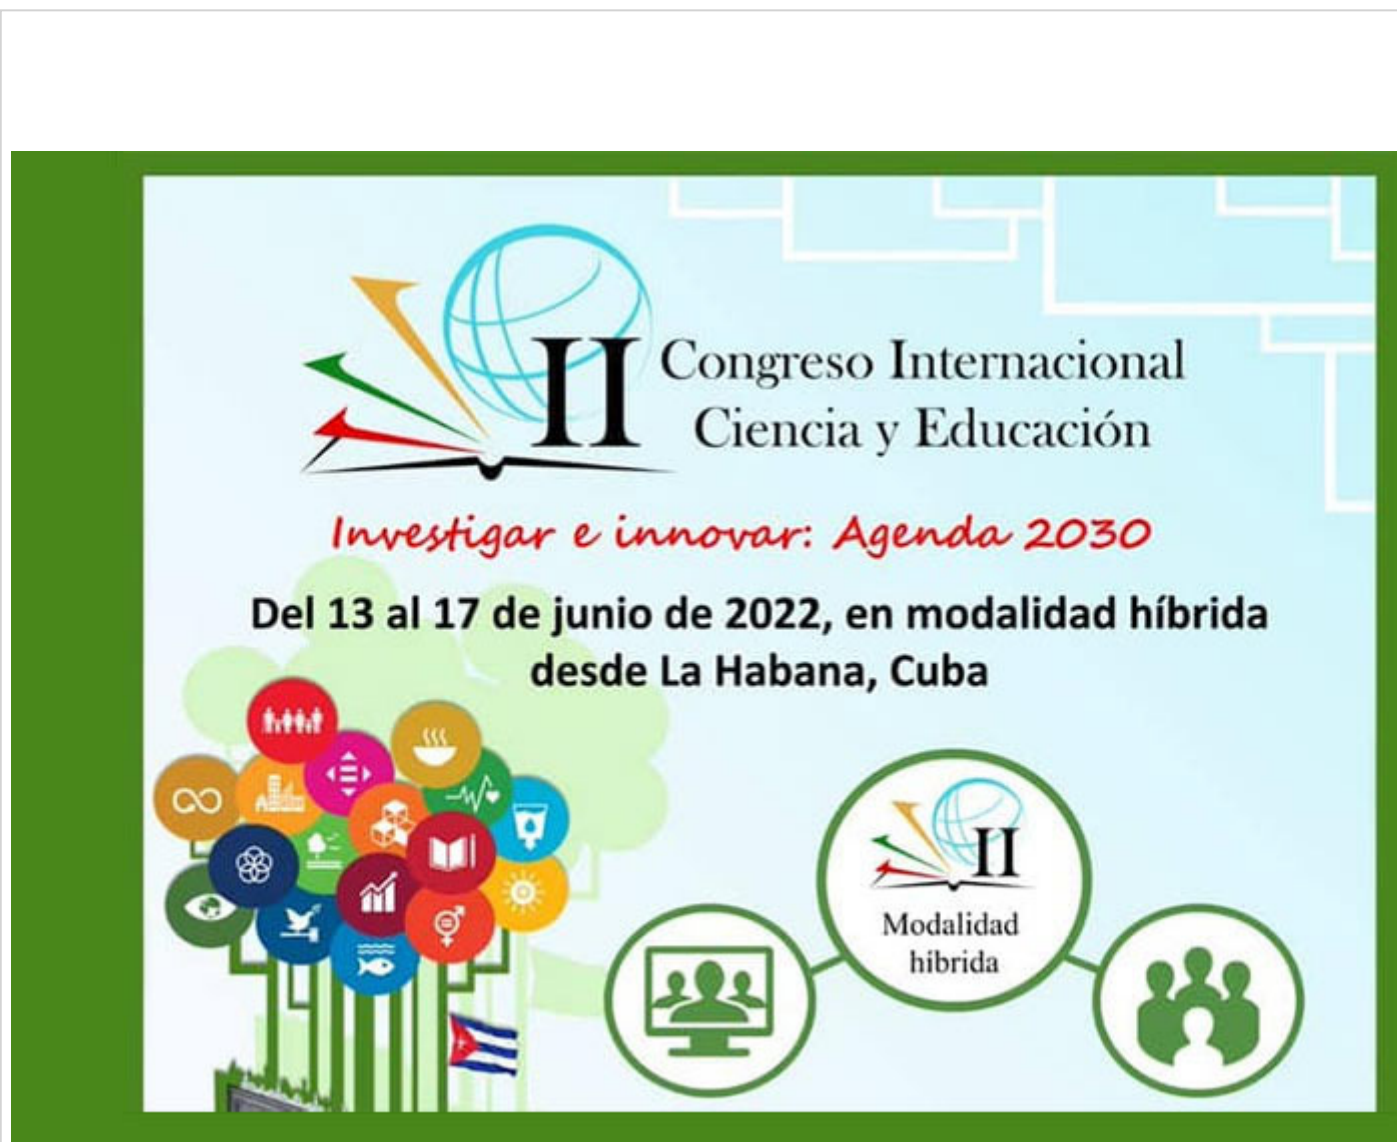 II
Congreso Internacional
Ciencia y Educación
Investigar e innovar: Agenda 2030
Del 13 al 17 de junio de 2022, en modalidad híbrida
desde La Habana, Cuba
II
Modalidad
híbrida